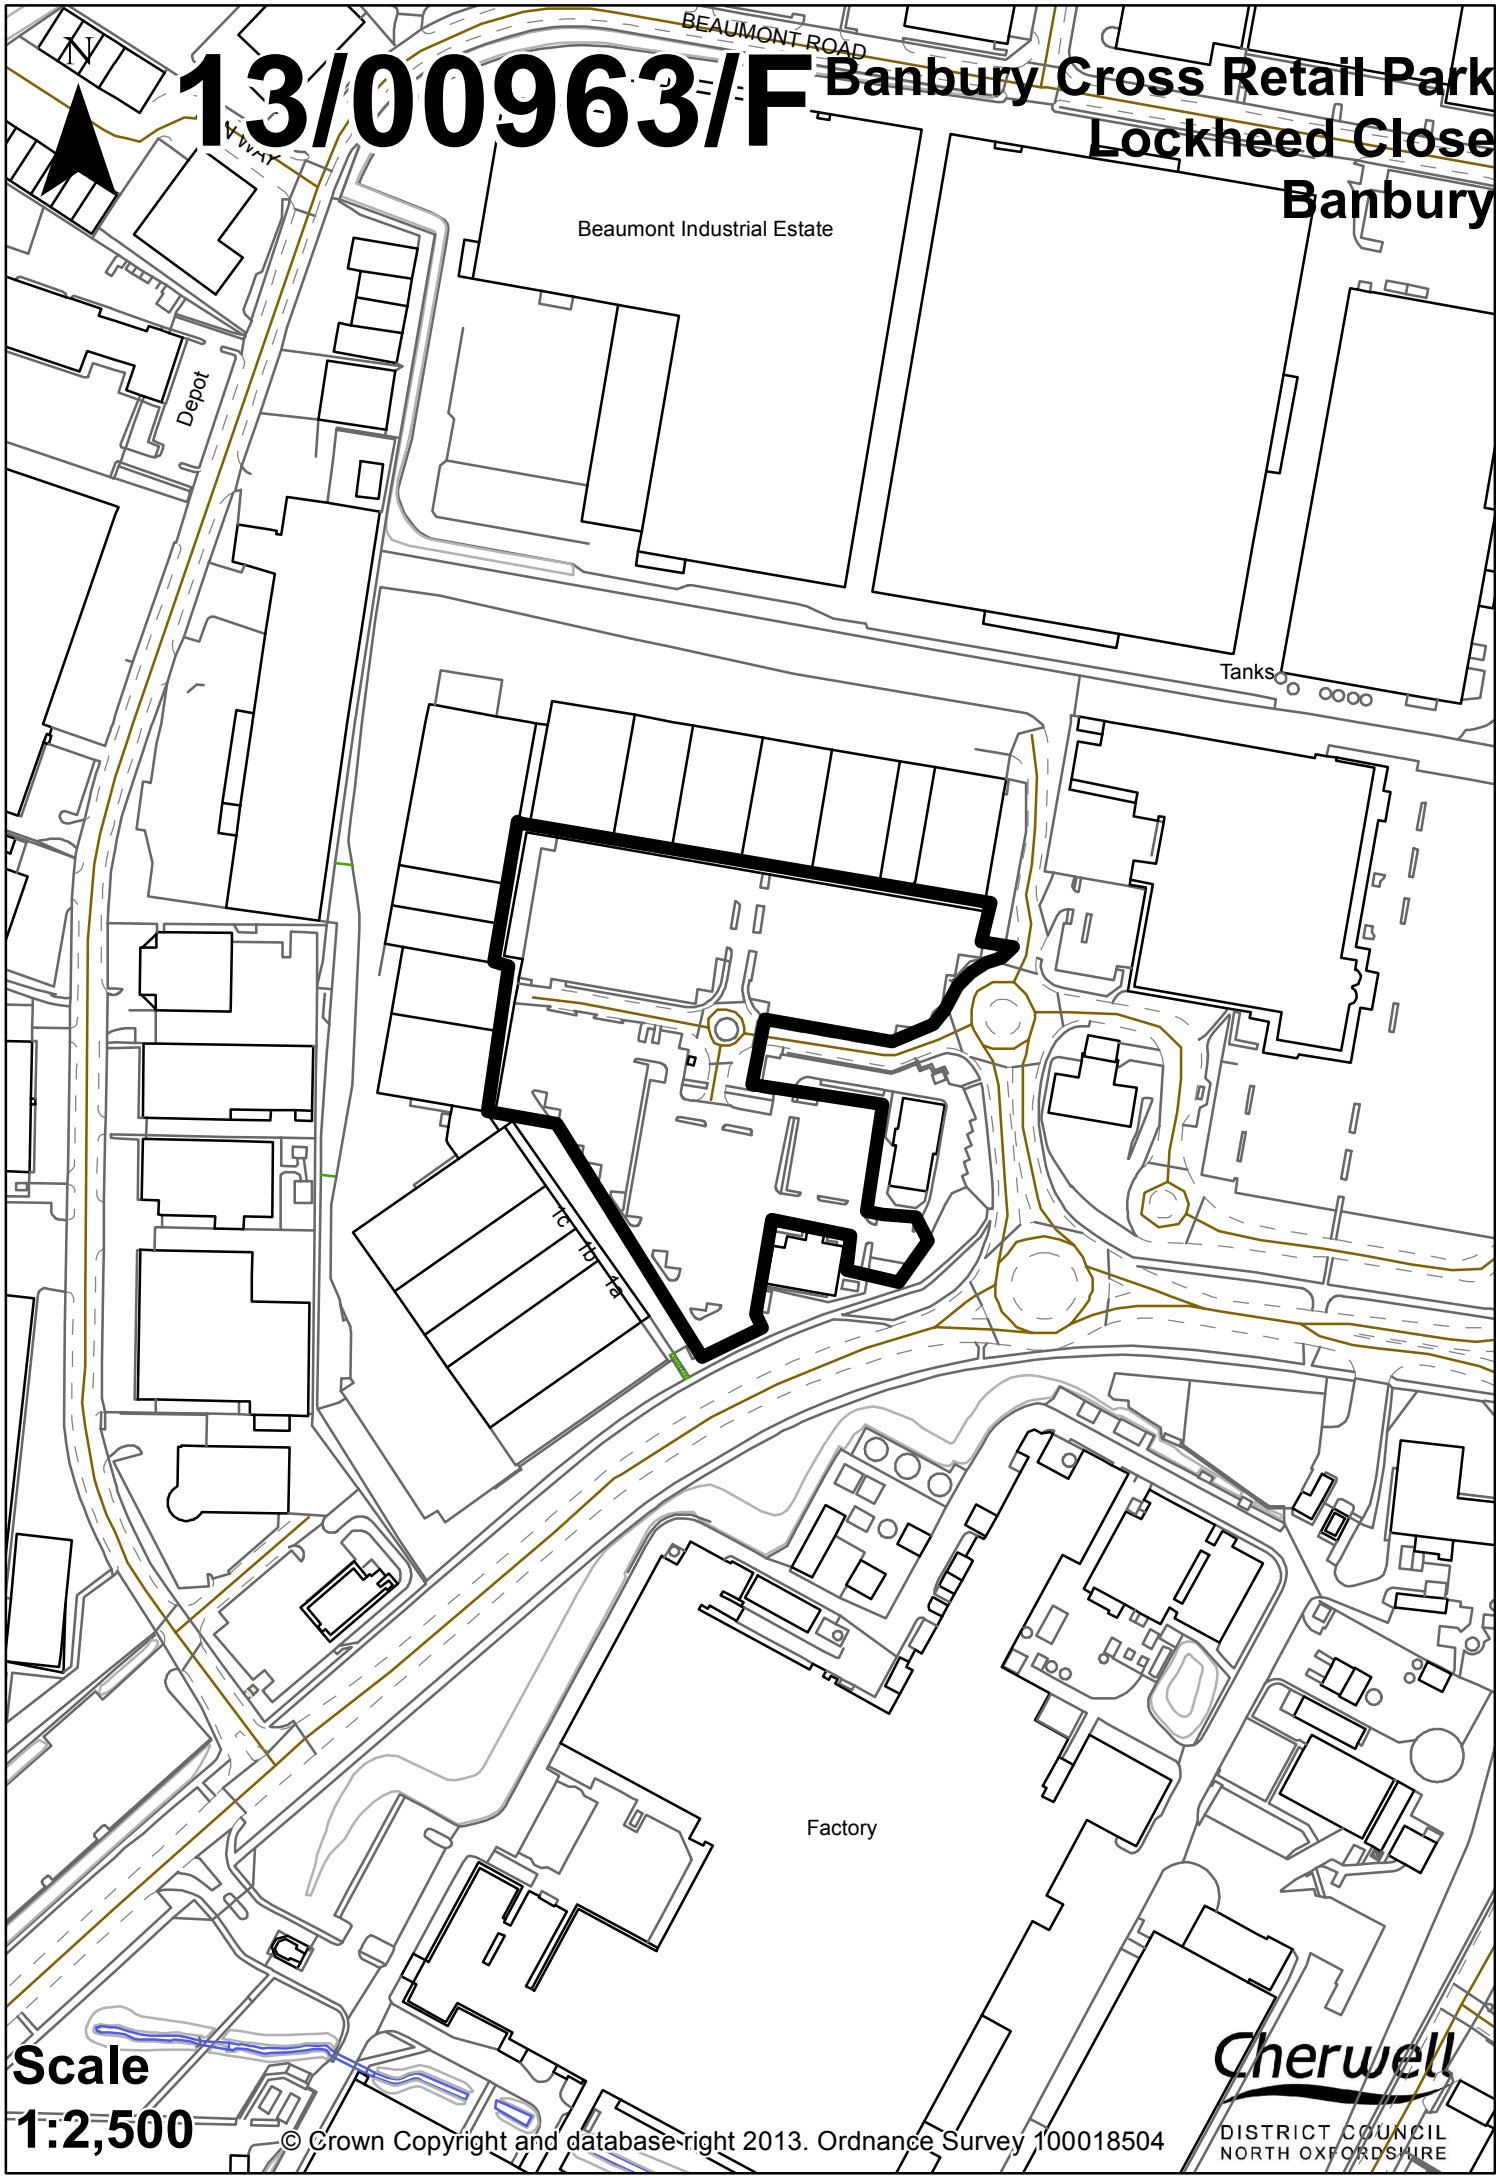 BEAUMONT ROAD
N
13/00963/F
Banbury Cross Retail Park
Lockheed Close
Banbury
WAY
Beaumont Industrial Estate
Depot
Tanks
1c
1b
1a
Factory
Scale
1:2,500
© Crown Copyright and database right 2013. Ordnance Survey 100018504
Cherwell
DISTRICT COUNCIL
NORTH OXFORDSHIRE